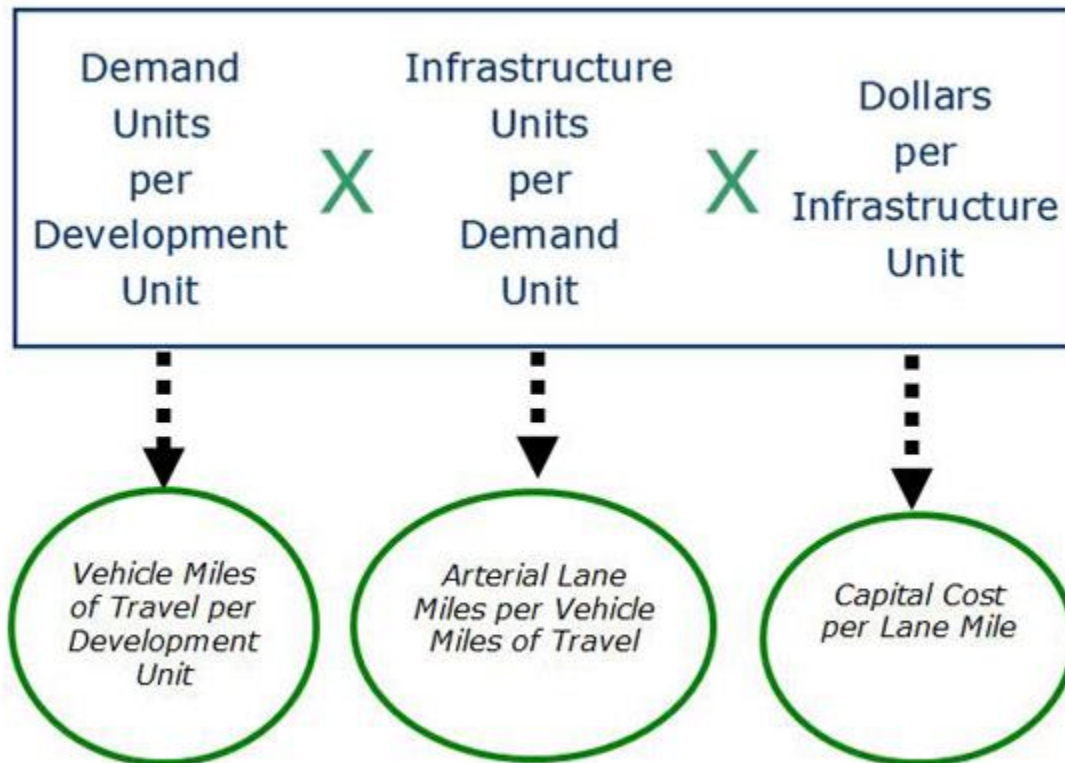 Demand
Units
per
Development
Unit
X
Infrastructure
Units
per
Demand
Unit
X
Dollars
per
Infrastructure
Unit
Vehicle Miles
of Travel per
Development
Unit
Arterial Lane
Miles per Vehicle
Miles of Travel
Capital Cost
per Lane Mile